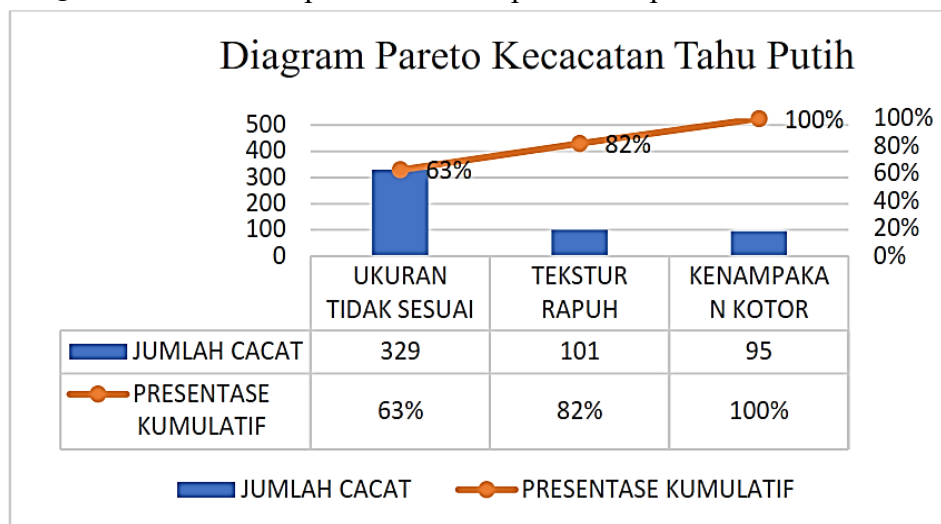 Diagram Pareto Kecacatan Tahu Putih
500
400
300
200
100
0
63%
82%
100%
100%
80%
60%
40%
20%
0%
UKURAN
TIDAK SESUAI
TEKSTUR
RAPUH
KENAMPAKA
N KOTOR
JUMLAH CACAT 329 101 95
PRESENTASE
KUMULATIF
63% 82% 100%
JUMLAH CACAT PRESENTASE KUMULATIF